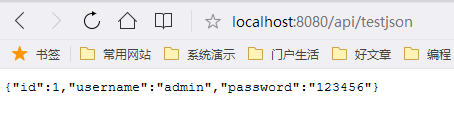 localhost:8080/api/testjson
书签 常用网站 系统演示 门户生活 好文章 编程
{"id":1,"username":"admin","password":"123456"}